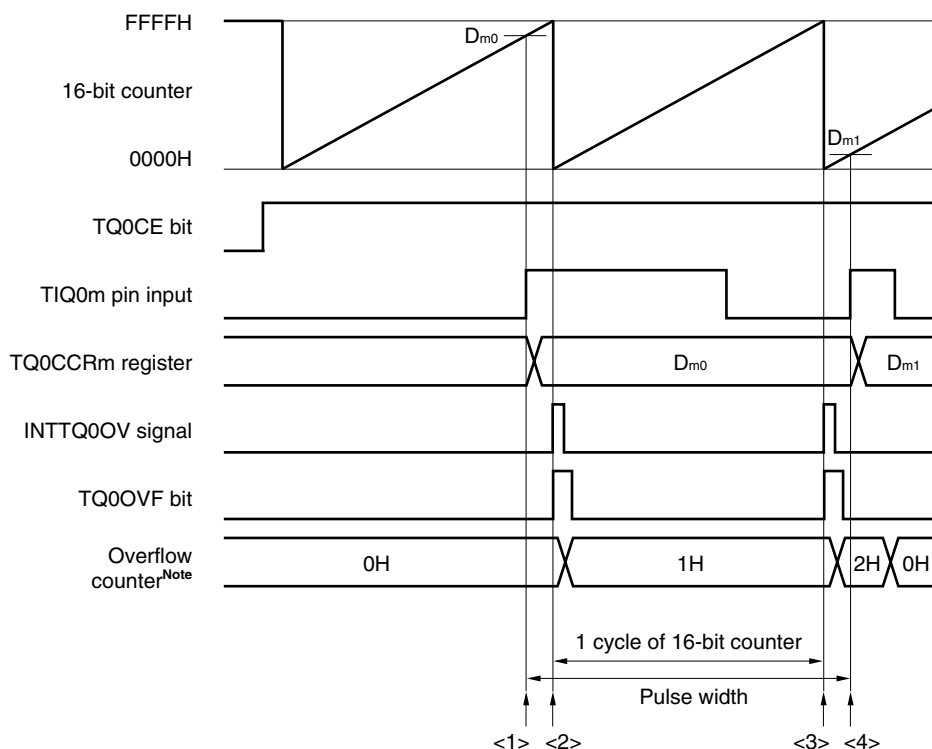 FFFFH
Dm0
16-bit counter
0000H
Dm1
TQ0CE bit
TIQ0m pin input
TQ0CCRm register
Dm0
Dm1
INTTQ0OV signal
TQ0OVF bit
Overflow
counterNote
0H
1H
2H
0H
1 cycle of 16-bit counter
Pulse width
<1> <2> <3> <4>